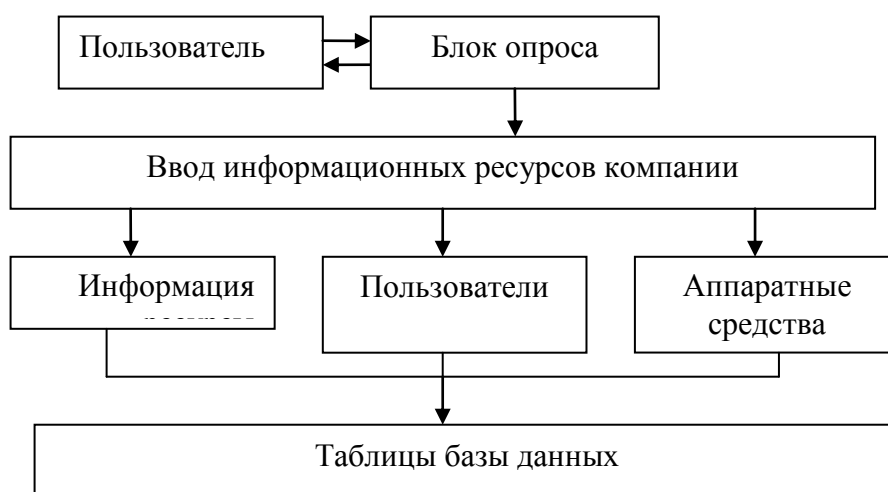 Пользователь
Блок опроса
Ввод информационных ресурсов компании
Информация
Пользователи
Аппаратные
средства
Таблицы базы данных